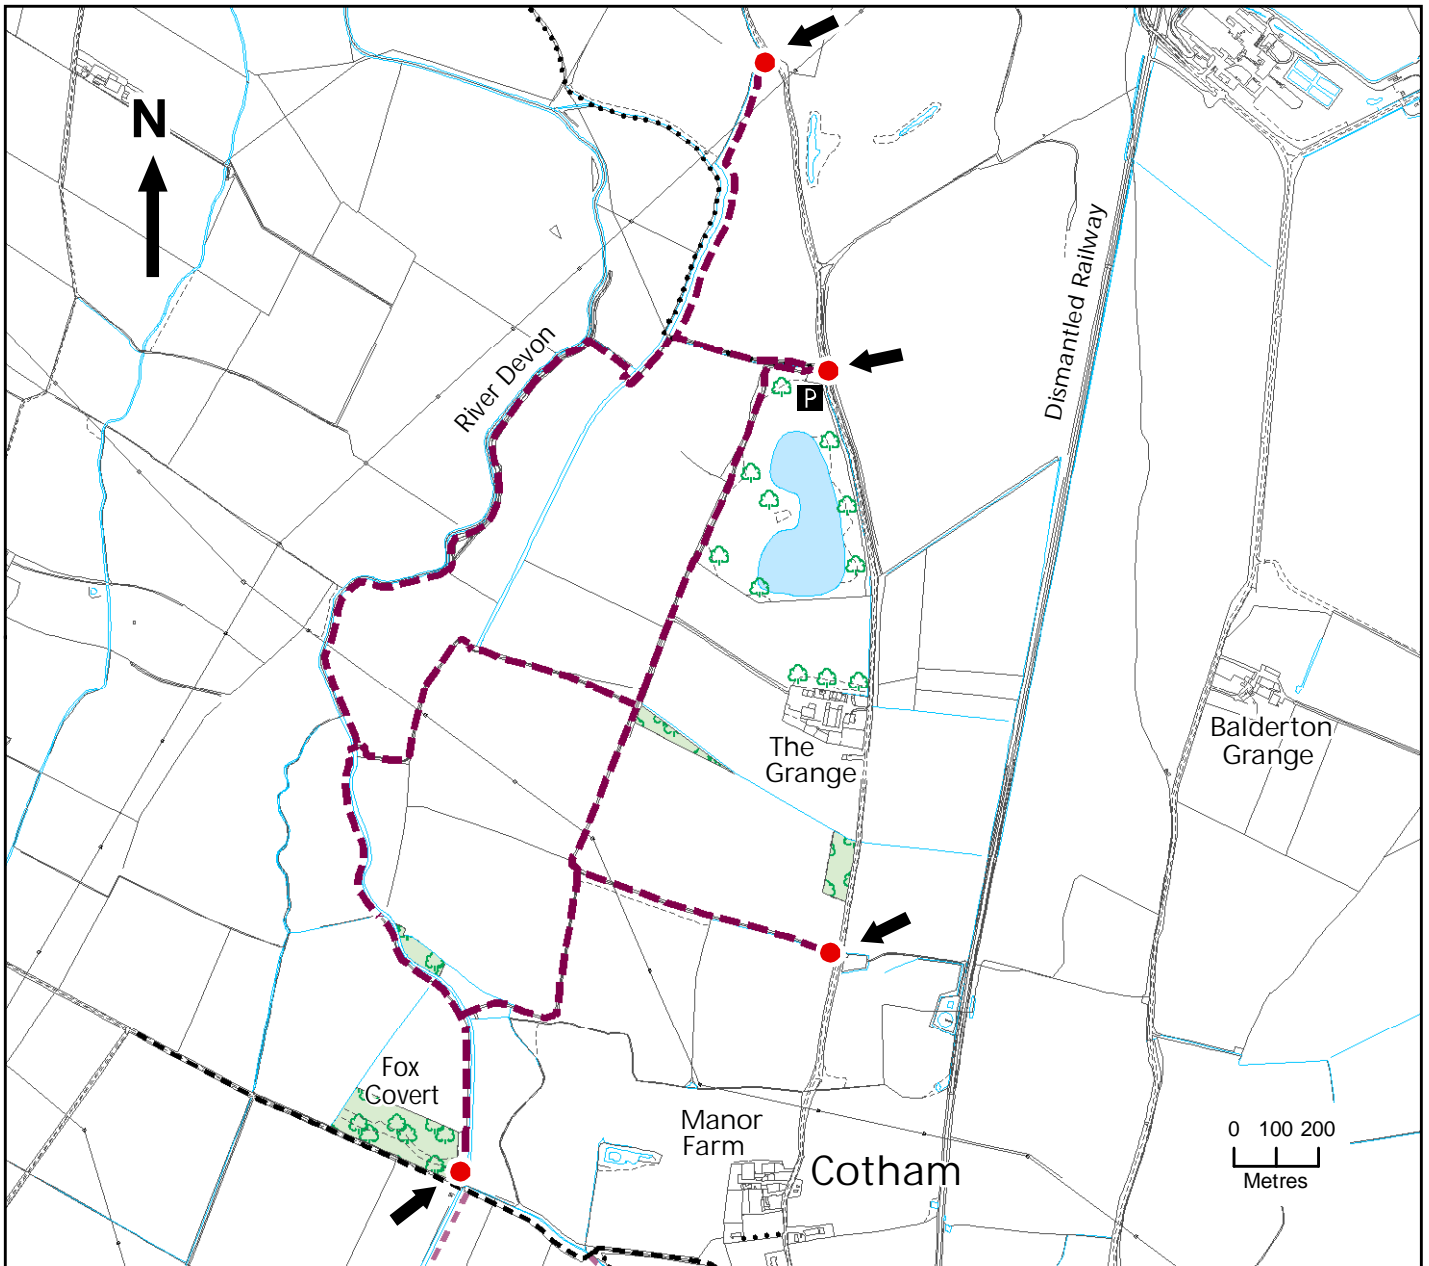 N
River Devon
Dismantled Railway
P
The
Grange
Balderton
Grange
Fox
Covert
Manor
Farm
Cotham
0 100 200
Metres